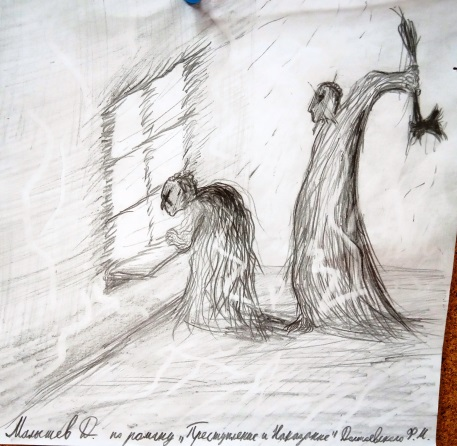 Малышев Д. по роману „Преступление и Наказание" Достоевского Ф.М.